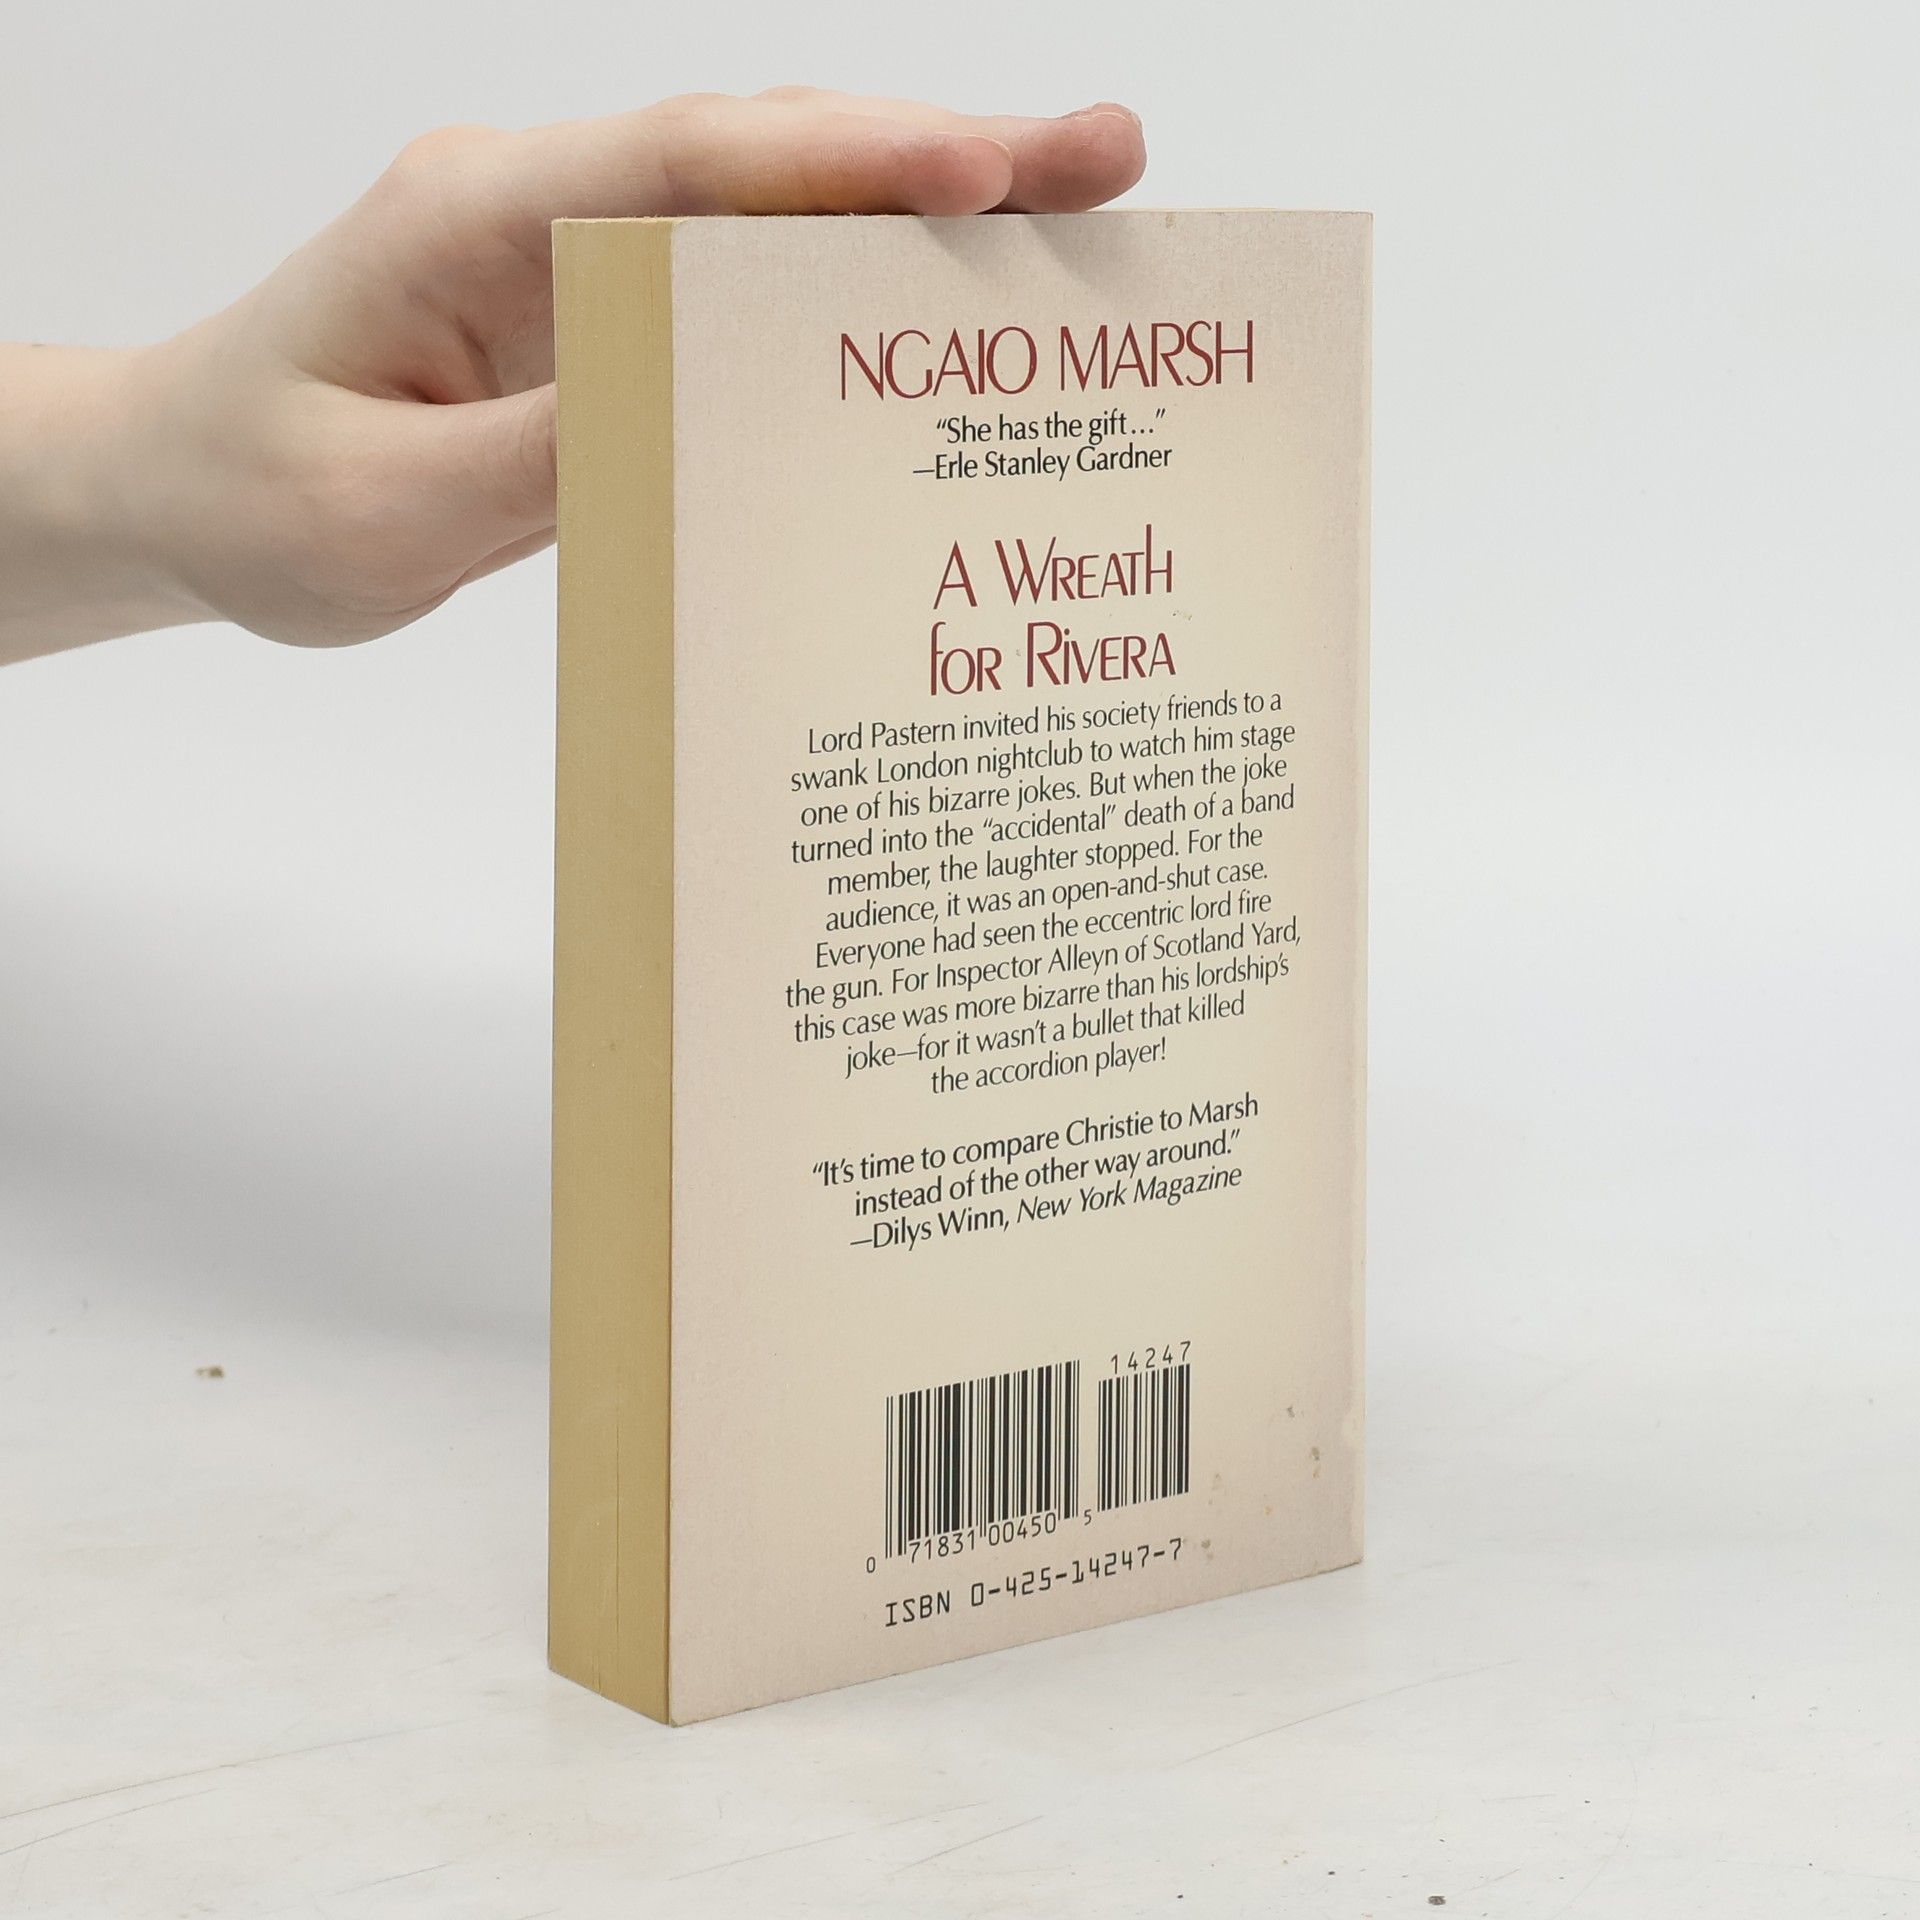 NGAIO MARSH
“She has the gift...”
—Erle Stanley Gardner
A WREATH
FOR RIVERA
Lord Pastern invited his society friends to a
swank London nightclub to watch him stage
one of his bizarre jokes. But when the joke
turned into the “accidental” death of a band
member, the laughter stopped. For the
audience, it was an open-and-shut case.
Everyone had seen the eccentric lord fire
the gun. For Inspector Alleyn of Scotland Yard,
this case was more bizarre than his lordship’s
joke—for it wasn’t a bullet that killed
the accordion player!
“It’s time to compare Christie to Marsh
instead of the other way around.”
—Dilys Winn, New York Magazine
14247
0 71831 00450 5
ISBN 0-425-14247-7